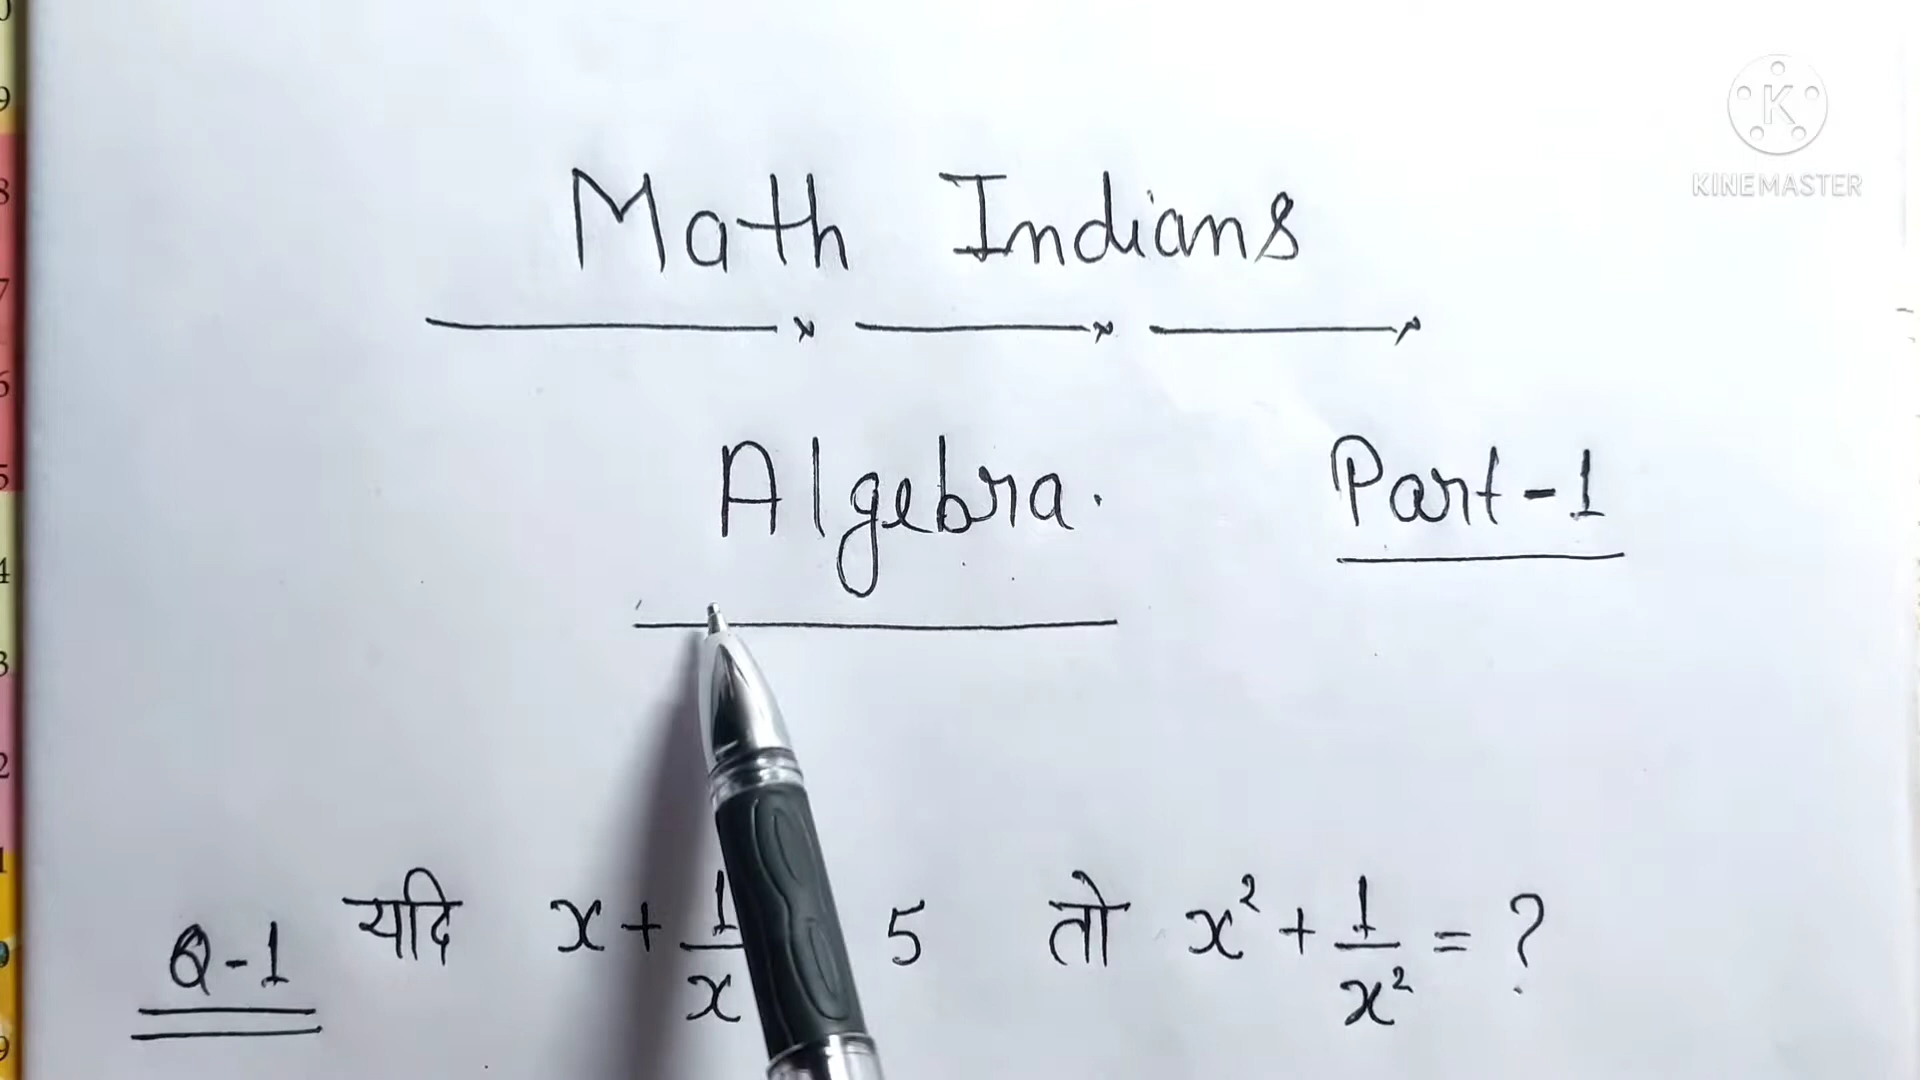 KINEMASTER
Math Indians
Algebra. Part-1
Q-1 यदि x + 1/x 5 तो x² + 1/x² = ?